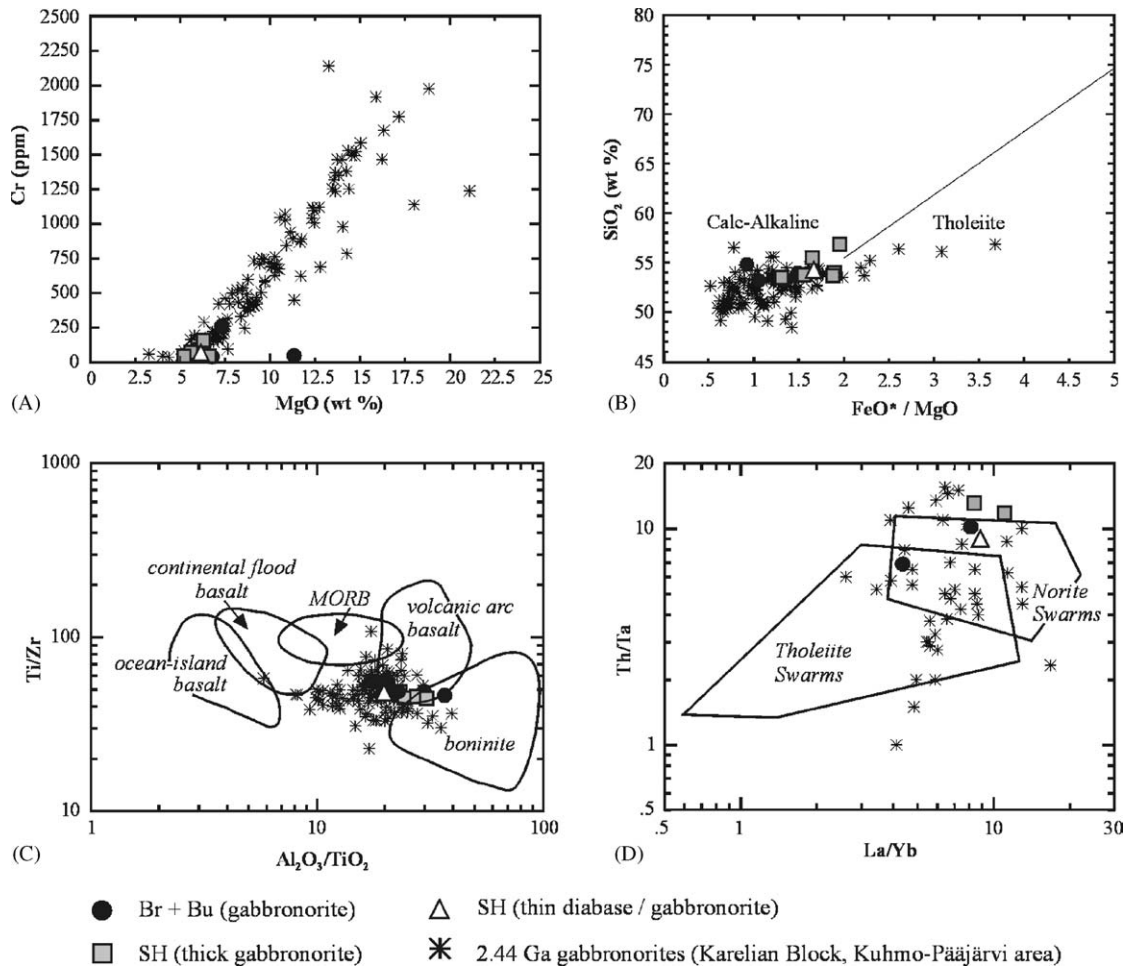 2500
2250
2000
1750
1500
1250
1000
750
500
250
0
Cr (ppm)
0 2.5 5 7.5 10 12.5 15 17.5 20 22.5 25
MgO (wt %)
(A)
80
75
70
65
60
55
50
45
SiO₂ (wt %)
Calc-Alkaline
Tholeiite
.5 1 1.5 2 2.5 3 3.5 4 4.5 5
FeO* / MgO
(B)
1000
100
10
Ti/Zr
continental flood
basalt
MORB
volcanic arc
basalt
ocean-island
basalt
boninite
1 10 100
Al₂O₃/TiO₂
(C)
20
10
1
.5
Th/Ta
Norite
Swarms
Tholeiite
Swarms
.5 1 10 30
La/Yb
(D)
Br + Bu (gabbronorite)
SH (thin diabase / gabbronorite)
SH (thick gabbronorite)
2.44 Ga gabbronorites (Karelian Block, Kuhmo-Pääjärvi area)